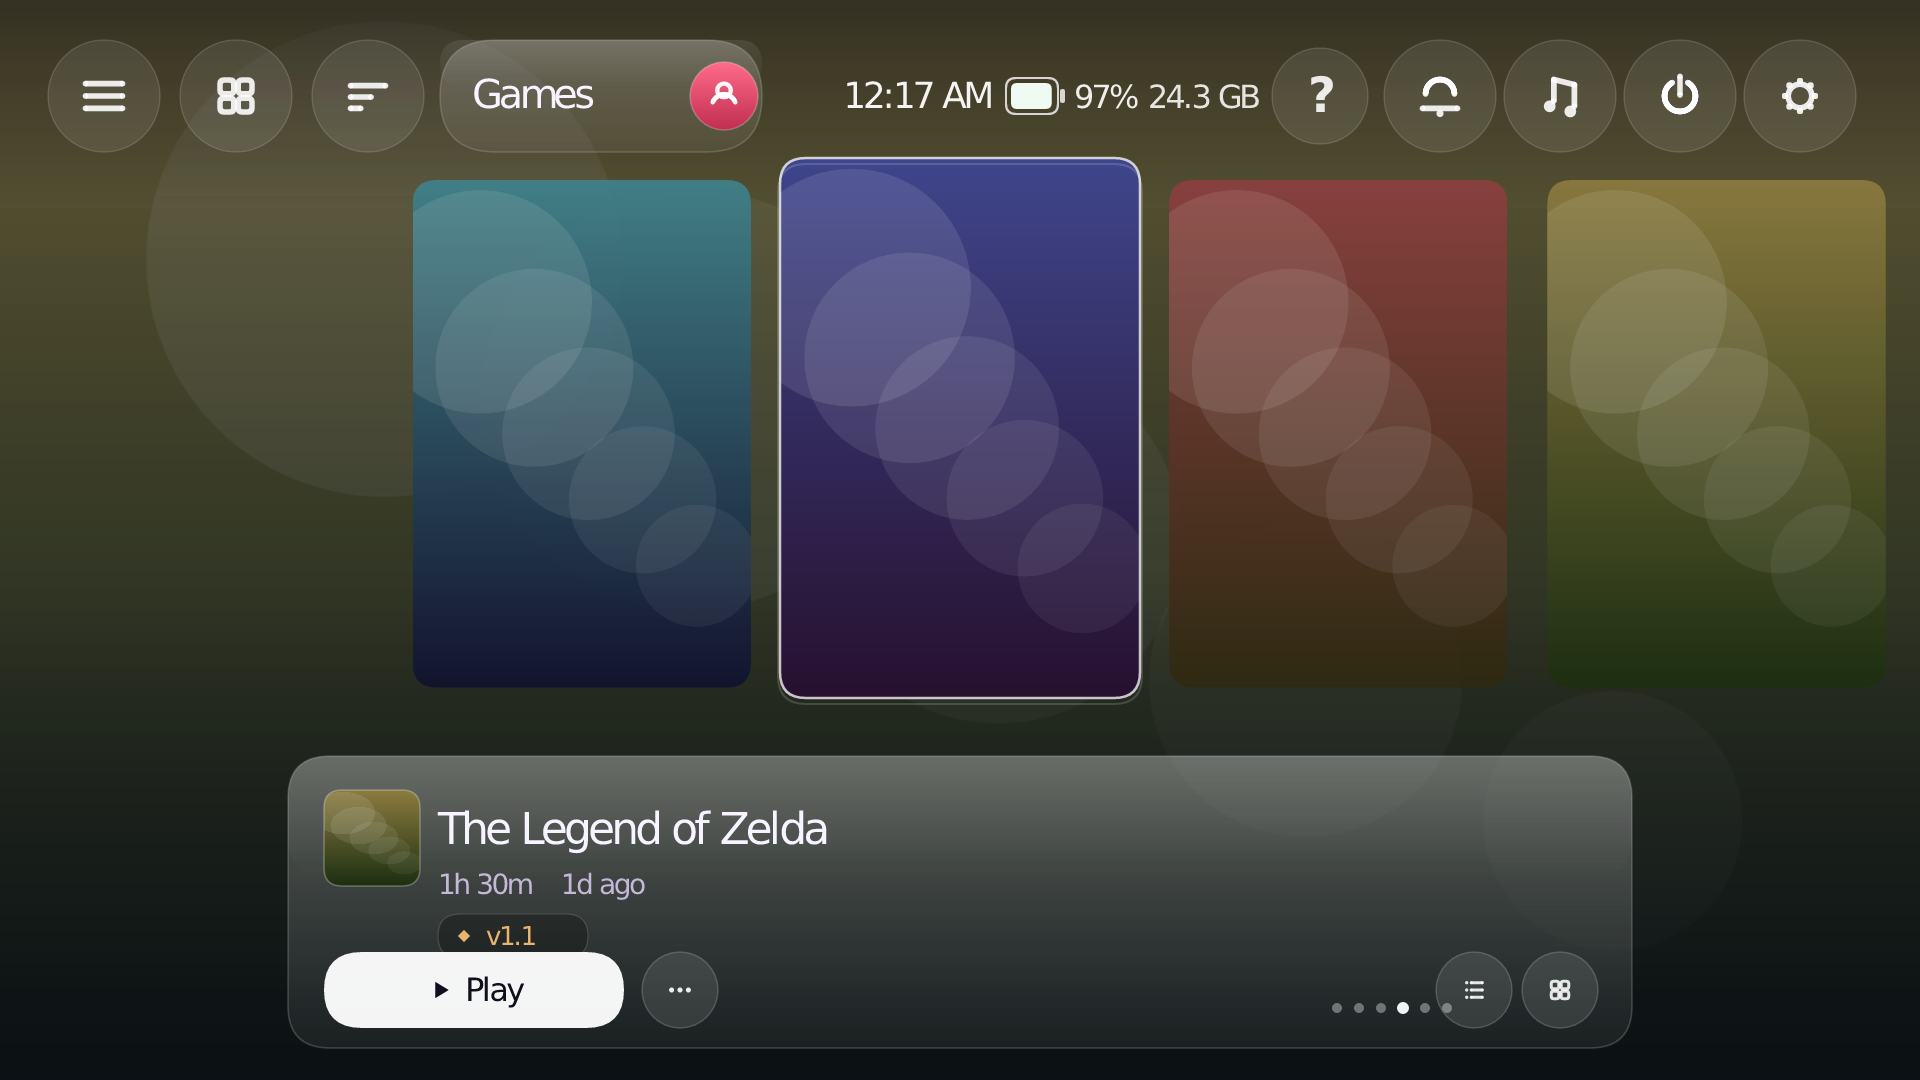 Games
12:17 AM 97% 24.3 GB ?
The Legend of Zelda
1h 30m 1d ago
v1.1
Play